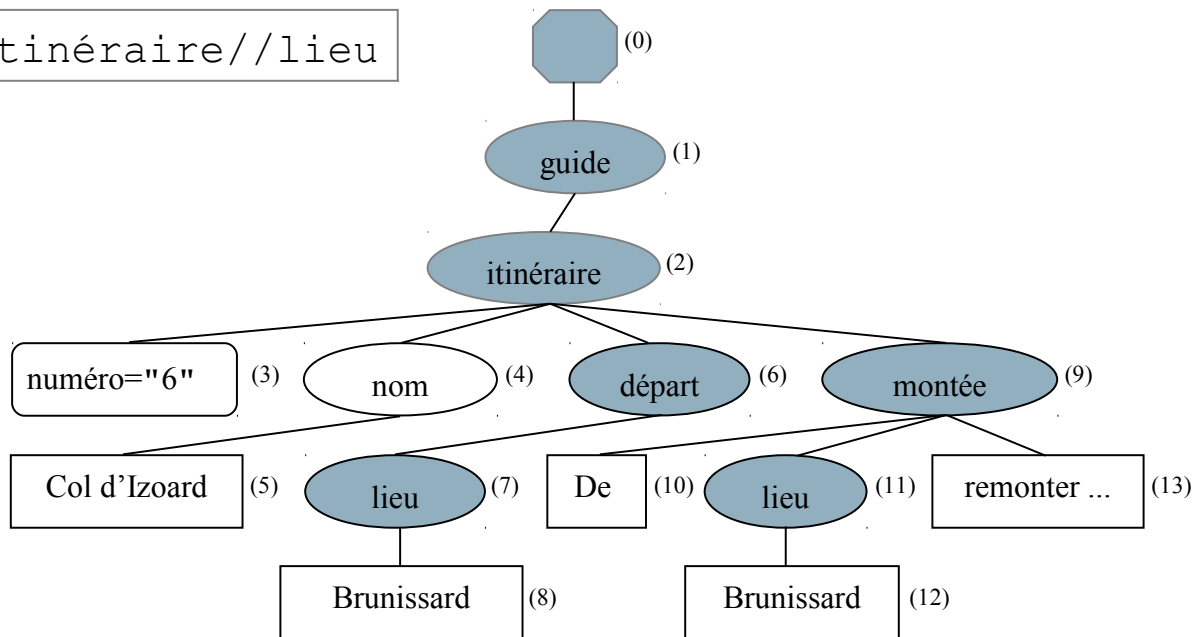 tinéraire//lieu
(0)
guide (1)
itinéraire (2)
numéro="6" (3) nom (4) départ (6) montée (9)
Col d'Izoard (5) lieu (7) De (10) lieu (11) remonter ... (13)
Brunissard (8) Brunissard (12)